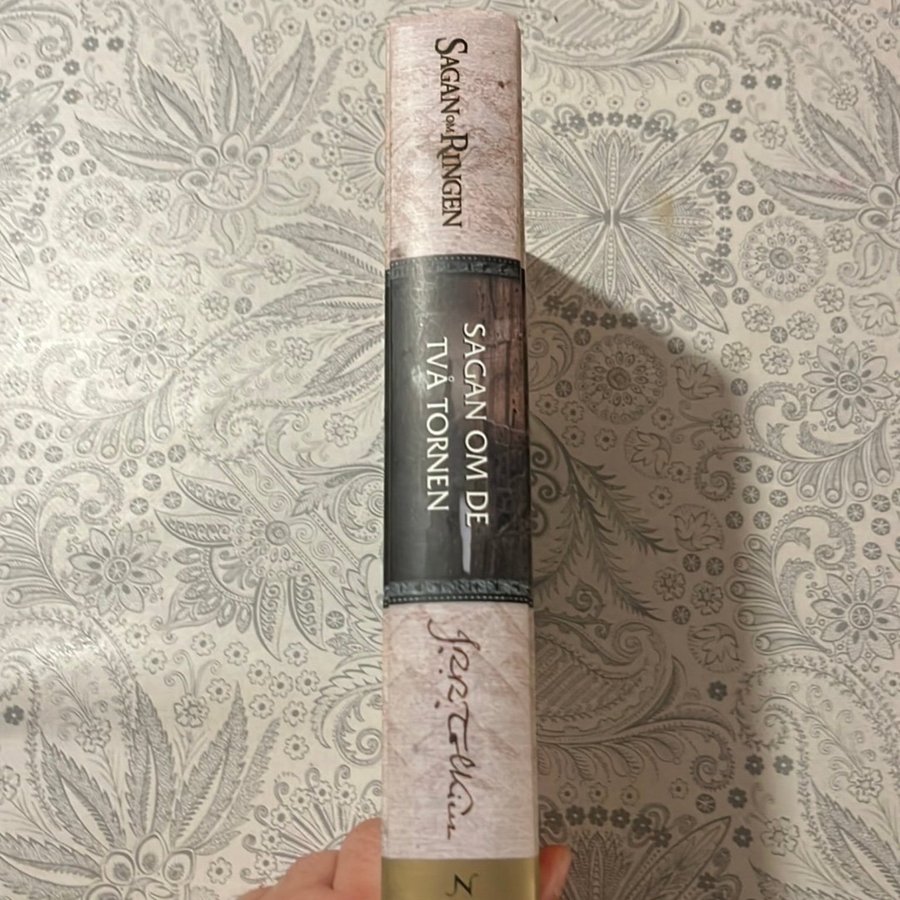 SAGAN OM RINGEN
SAGAN OM DE
TVÅ TORNEN
J.R.R. Tolkien